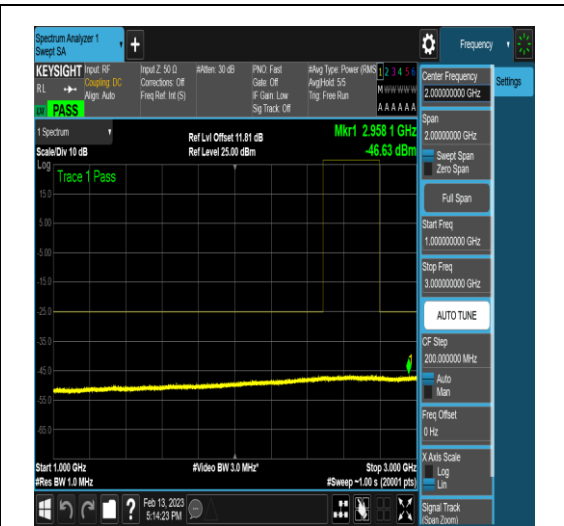 Spectrum Analyzer 1
Swept SA
Frequency
KEYSIGHT
RL
PASS
Input: RF
Coupling: DC
Align: Auto
Input Z: 50 Ω
Corrections: Off
Freq Ref: Int (S)
#Atten: 30 dB
PNO: Fast
Gate: Off
IF Gain: Low
Sig Track: Off
#Avg Type: Power (RMS
Avg|Hold: 5/5
Trig: Free Run
1 2 3 4 5 6
M W W W W W
A A A A A A
Center Frequency
2.000000000 GHz
Settings
Span
2.00000000 GHz
Swept Span
Zero Span
Full Span
Start Freq
1.000000000 GHz
Stop Freq
3.000000000 GHz
AUTO TUNE
CF Step
200.000000 MHz
Auto
Man
Freq Offset
0 Hz
X Axis Scale
Log
Lin
Signal Track
(Span Zoom)
1 Spectrum
Scale/Div 10 dB
Ref Lvl Offset 11.81 dB
Ref Level 25.00 dBm
Mkr1 2.958 1 GHz
-46.63 dBm
Log
Trace 1 Pass
15.0
5.00
-5.00
-15.0
-25.0
-35.0
-45.0
-55.0
-65.0
Start 1.000 GHz
#Res BW 1.0 MHz
#Video BW 3.0 MHz*
Stop 3.000 GHz
#Sweep ~1.00 s (20001 pts)
?
Feb 13, 2023
5:14:23 PM